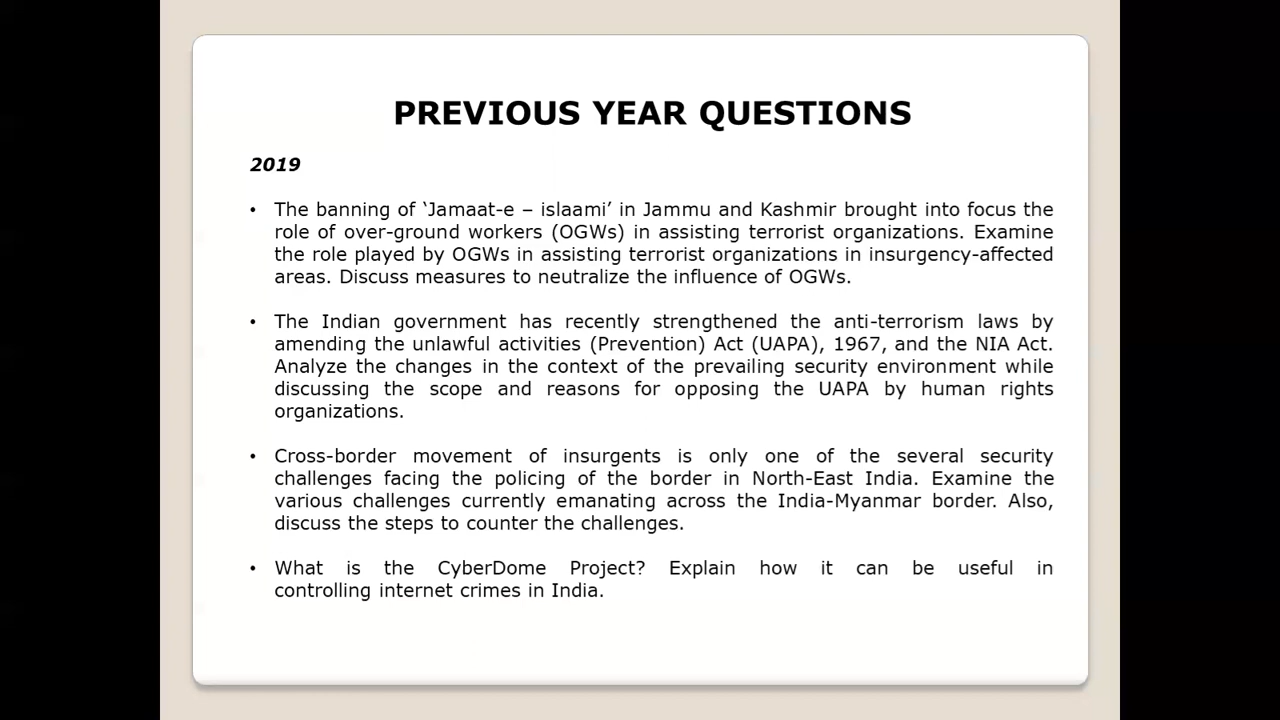 PREVIOUS YEAR QUESTIONS
2019
• The banning of ‘Jamaat-e – islaami’ in Jammu and Kashmir brought into focus the
role of over-ground workers (OGWs) in assisting terrorist organizations. Examine
the role played by OGWs in assisting terrorist organizations in insurgency-affected
areas. Discuss measures to neutralize the influence of OGWs.
• The Indian government has recently strengthened the anti-terrorism laws by
amending the unlawful activities (Prevention) Act (UAPA), 1967, and the NIA Act.
Analyze the changes in the context of the prevailing security environment while
discussing the scope and reasons for opposing the UAPA by human rights
organizations.
• Cross-border movement of insurgents is only one of the several security
challenges facing the policing of the border in North-East India. Examine the
various challenges currently emanating across the India-Myanmar border. Also,
discuss the steps to counter the challenges.
• What is the CyberDome Project? Explain how it can be useful in
controlling internet crimes in India.